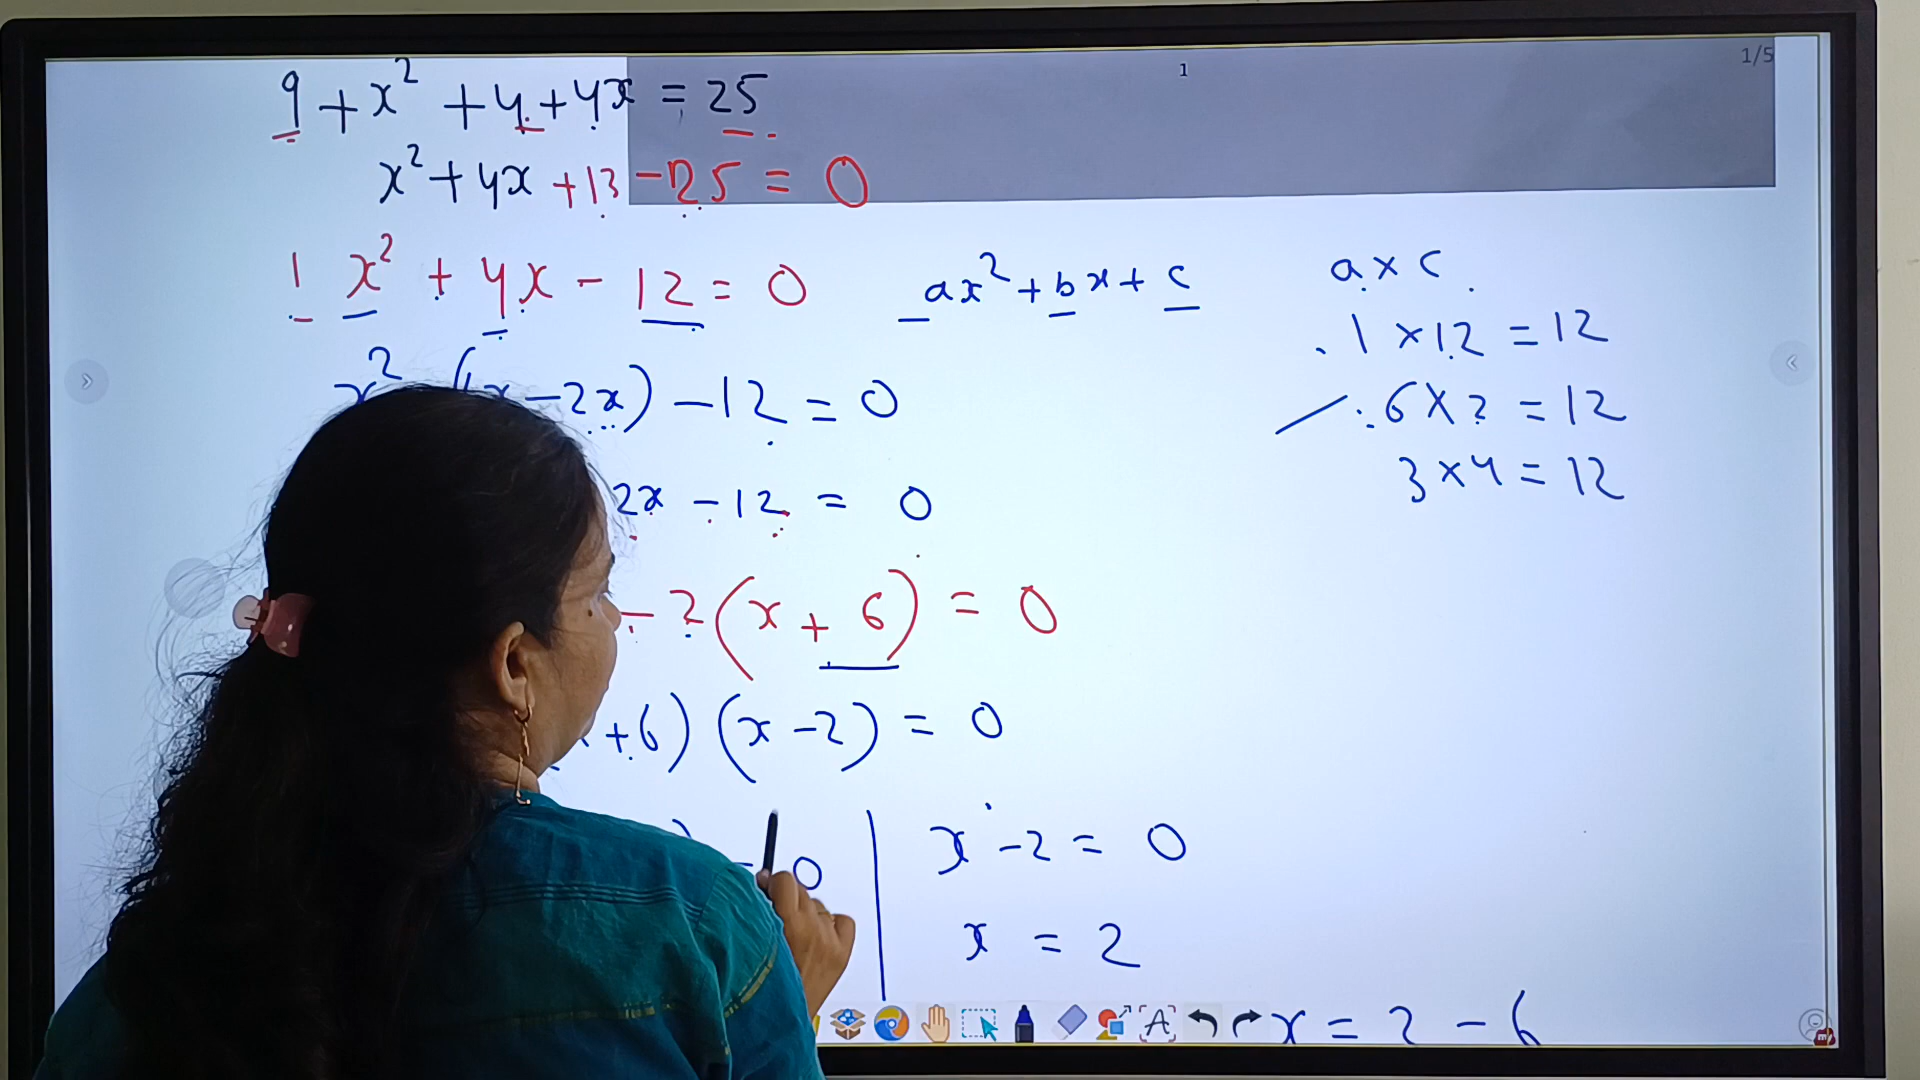 1/5
1
9 + x² + 4 + 4x = 25
x² + 4x + 13 - 25 = 0
1 x² + 4x - 12 = 0
ax² + bx + c
a × c
1 × 12 = 12
6 × 2 = 12
3 × 4 = 12
x² (x - 2x) - 12 = 0
2x - 12 = 0
- 2(x + 6) = 0
+6) (x - 2) = 0
) = 0
x - 2 = 0
x = 2
x = 2 - 6